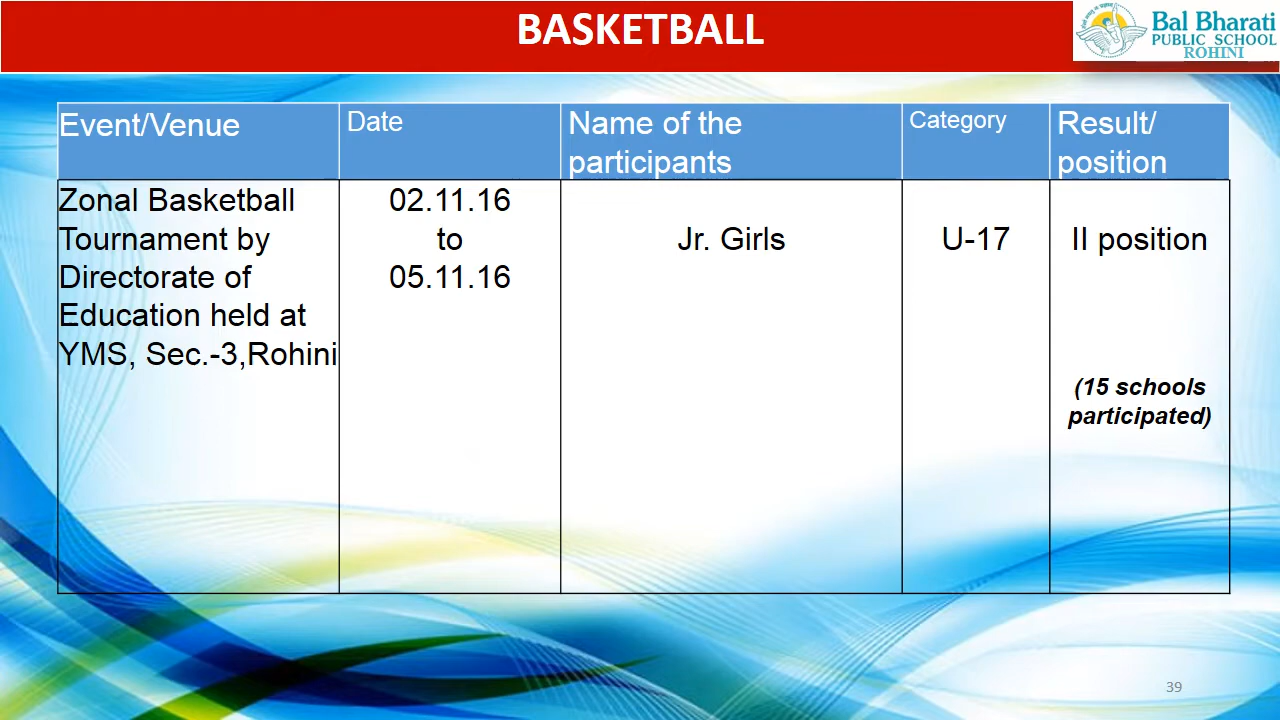 BASKETBALL
Bal Bharati
PUBLIC SCHOOL
ROHINI
Event/Venue
Date
Name of the
participants
Category
Result/
position
Zonal Basketball
Tournament by
Directorate of
Education held at
YMS, Sec.-3,Rohini
02.11.16
to
05.11.16
Jr. Girls
U-17
II position
(15 schools
participated)
39